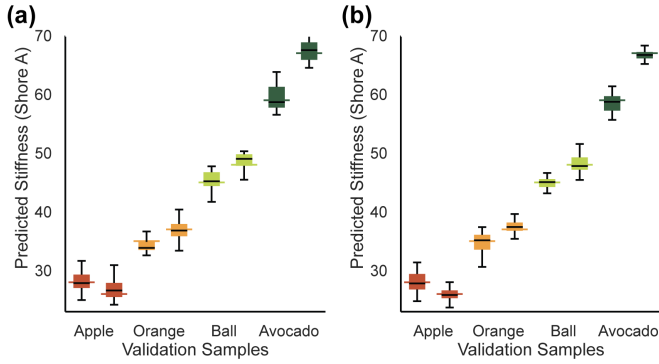 (a)
Predicted Stiffness (Shore A)
70
60
50
40
30
Apple Orange Ball Avocado
Validation Samples
(b)
Predicted Stiffness (Shore A)
70
60
50
40
30
Apple Orange Ball Avocado
Validation Samples